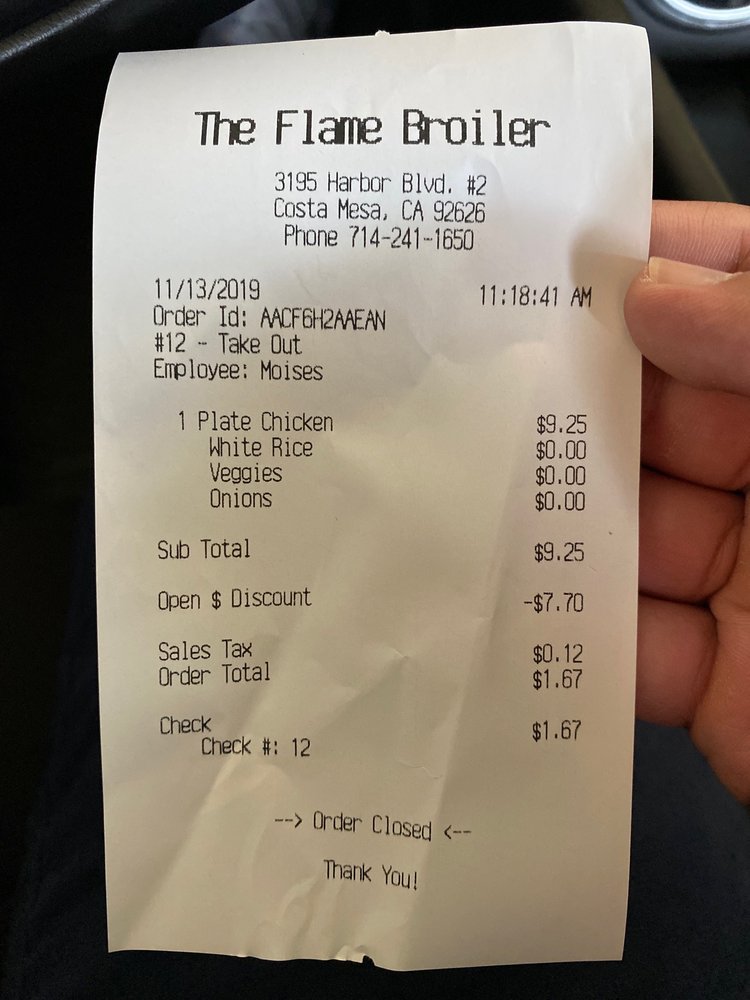 The Flame Broiler
3195 Harbor Blvd. #2
Costa Mesa, CA 92626
Phone 714-241-1650
11/13/2019 11:18:41 AM
Order Id: AACF6H2AAEAN
#12 - Take Out
Employee: Moises
1 Plate Chicken $9.25
White Rice $0.00
Veggies $0.00
Onions $0.00
Sub Total $9.25
Open $ Discount -$7.70
Sales Tax $0.12
Order Total $1.67
Check $1.67
Check #: 12
--> Order Closed <--
Thank You!